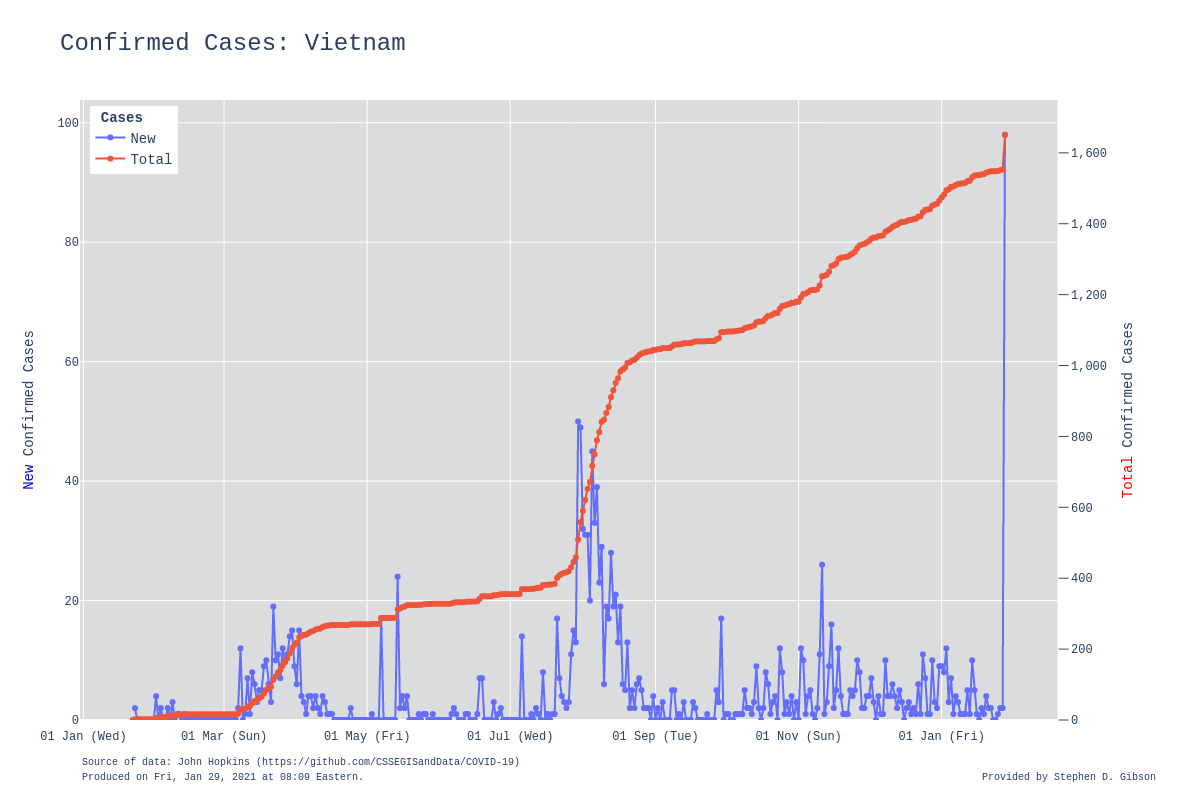 Confirmed Cases: Vietnam
Cases
New
Total
100
80
60
40
20
0
New Confirmed Cases
1,600
1,400
1,200
1,000
800
600
400
200
0
Total Confirmed Cases
01 Jan (Wed) 01 Mar (Sun) 01 May (Fri) 01 Jul (Wed) 01 Sep (Tue) 01 Nov (Sun) 01 Jan (Fri)
Source of data: John Hopkins (https://github.com/CSSEGISandData/COVID-19)
Produced on Fri, Jan 29, 2021 at 08:09 Eastern.
Provided by Stephen D. Gibson